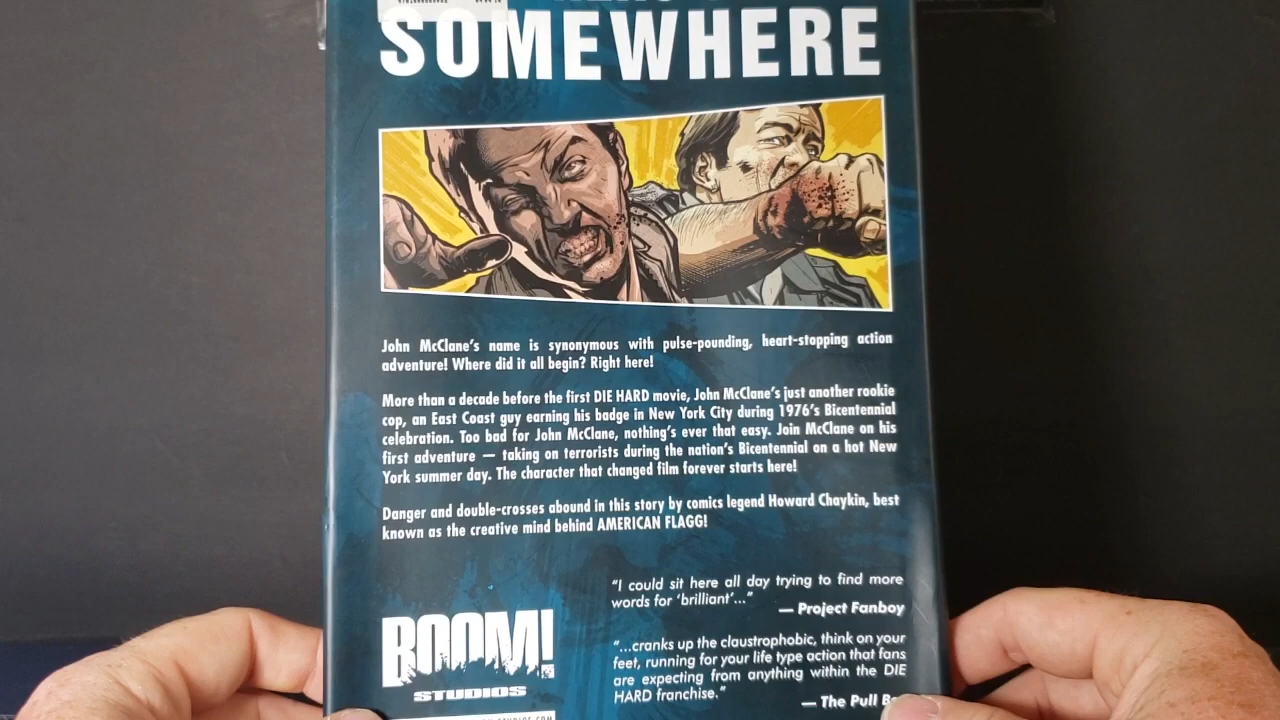 SOMEWHERE
John McClane's name is synonymous with pulse-pounding, heart-stopping action
adventure! Where did it all begin? Right here!
More than a decade before the first DIE HARD movie, John McClane's just another rookie
cop, an East Coast guy earning his badge in New York City during 1976's Bicentennial
celebration. Too bad for John McClane, nothing's ever that easy. Join McClane on his
first adventure — taking on terrorists during the nation's Bicentennial on a hot New
York summer day. The character that changed film forever starts here!
Danger and double-crosses abound in this story by comics legend Howard Chaykin, best
known as the creative mind behind AMERICAN FLAGG!
"I could sit here all day trying to find more
words for 'brilliant'..."
— Project Fanboy
"...cranks up the claustrophobic, think on your
feet, running for your life type action that fans
are expecting from anything within the DIE
HARD franchise."
— The Pull
BOOM!
STUDIOS